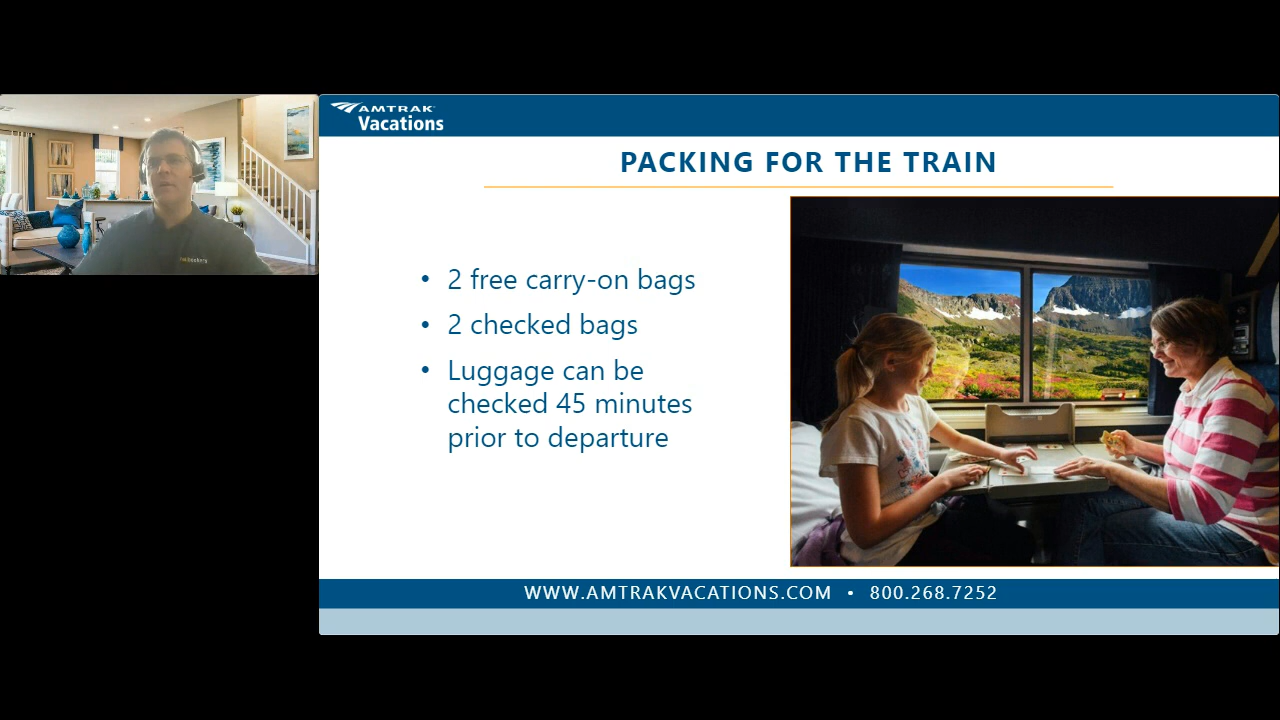 AMTRAK
Vacations
PACKING FOR THE TRAIN
• 2 free carry-on bags
• 2 checked bags
• Luggage can be
checked 45 minutes
prior to departure
WWW.AMTRAKVACATIONS.COM • 800.268.7252